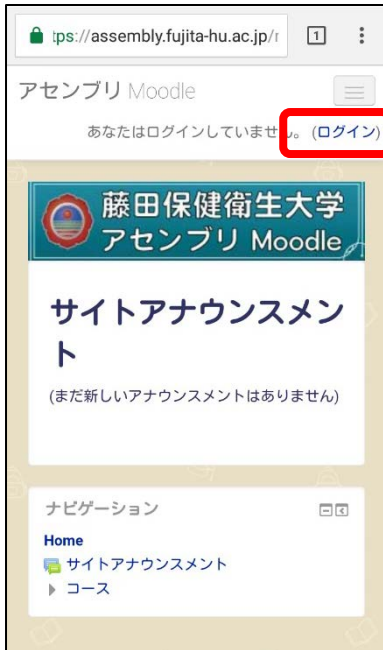 tps://assembly.fujita-hu.ac.jp/r
1
アセンブリ Moodle
あなたはログインしていません。 (ログイン)
藤田保健衛生大学
アセンブリ Moodle
サイトアナウンスメン
ト
(まだ新しいアナウンスメントはありません)
ナビゲーション
Home
サイトアナウンスメント
コース